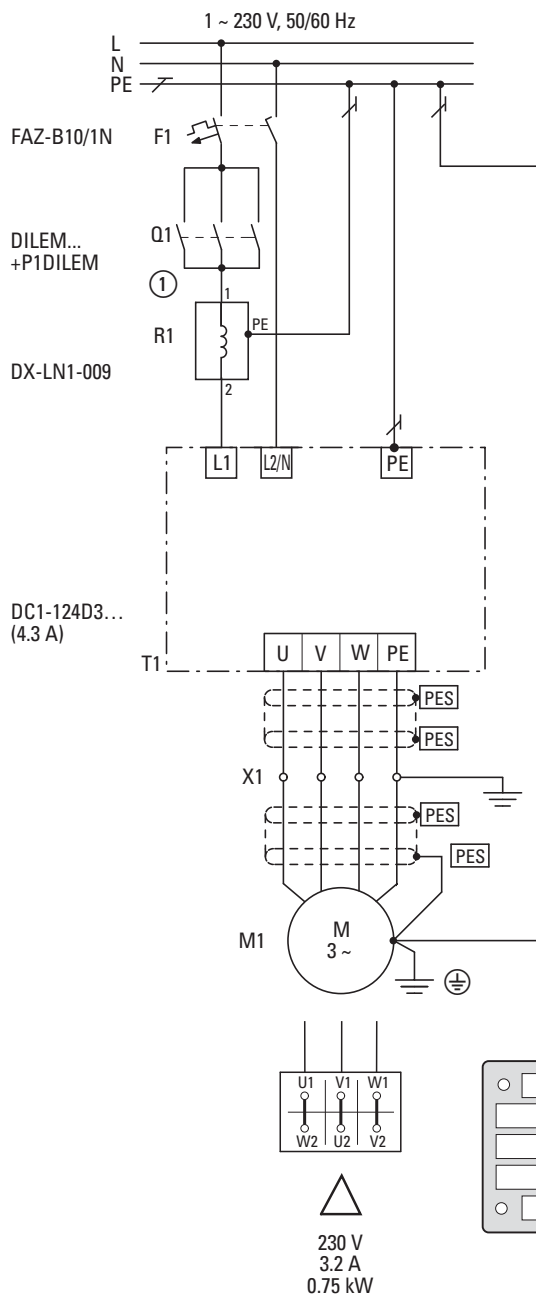 1 ~ 230 V, 50/60 Hz
L
N
PE
FAZ-B10/1N F1
DILEM... Q1
+P1DILEM
1
1
R1 PE
DX-LN1-009
2
L1 L2/N PE
DC1-124D3...
(4.3 A)
T1
U V W PE
PES
PES
X1
PES
PES
M1 M
3 ~
U1 V1 W1
W2 U2 V2
230 V
3.2 A
0.75 kW